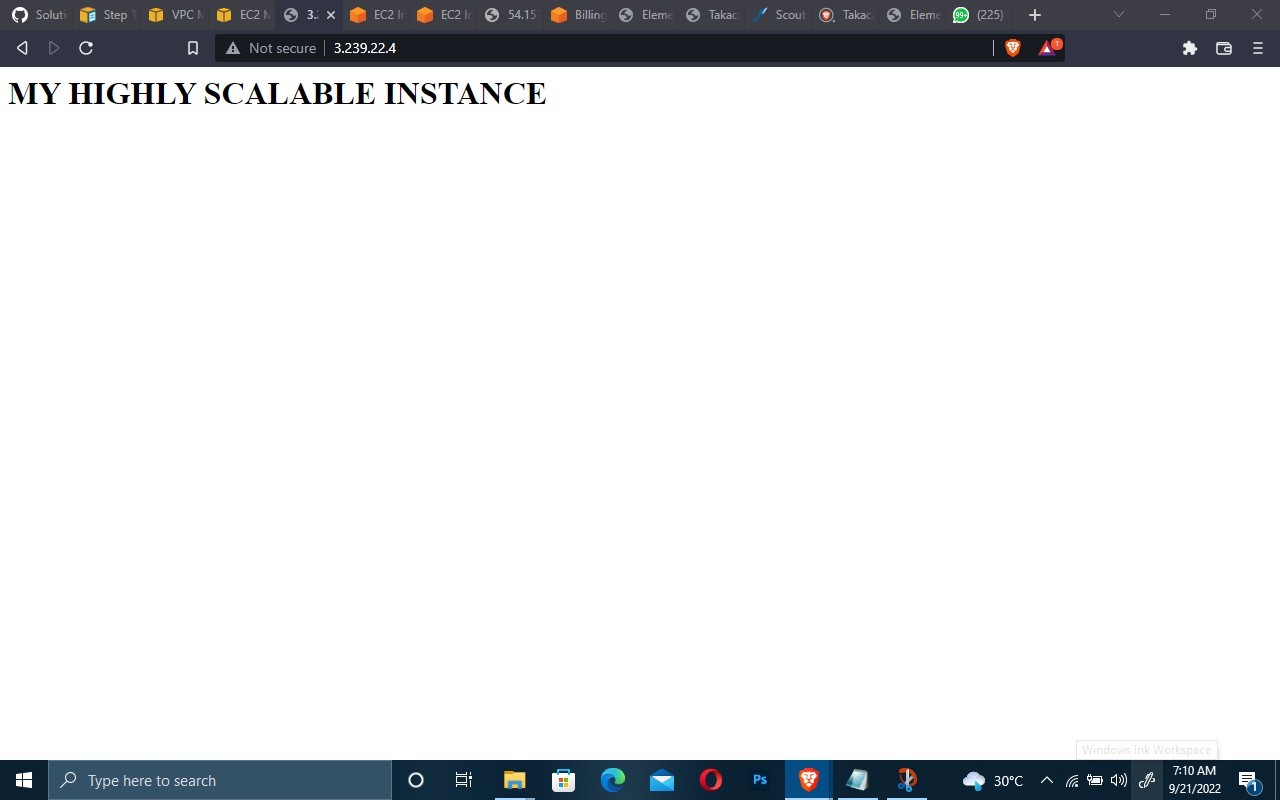 Soluti
Step 1
VPC M
EC2 M
3.2
EC2 In
EC2 In
54.15
Billing
Eleme
Takac
Scout
Takac
Eleme
99+
(225)
Not secure
3.239.22.4
1
MY HIGHLY SCALABLE INSTANCE
Windows Ink Workspace
Type here to search
Ps
30°C
7:10 AM
9/21/2022
1